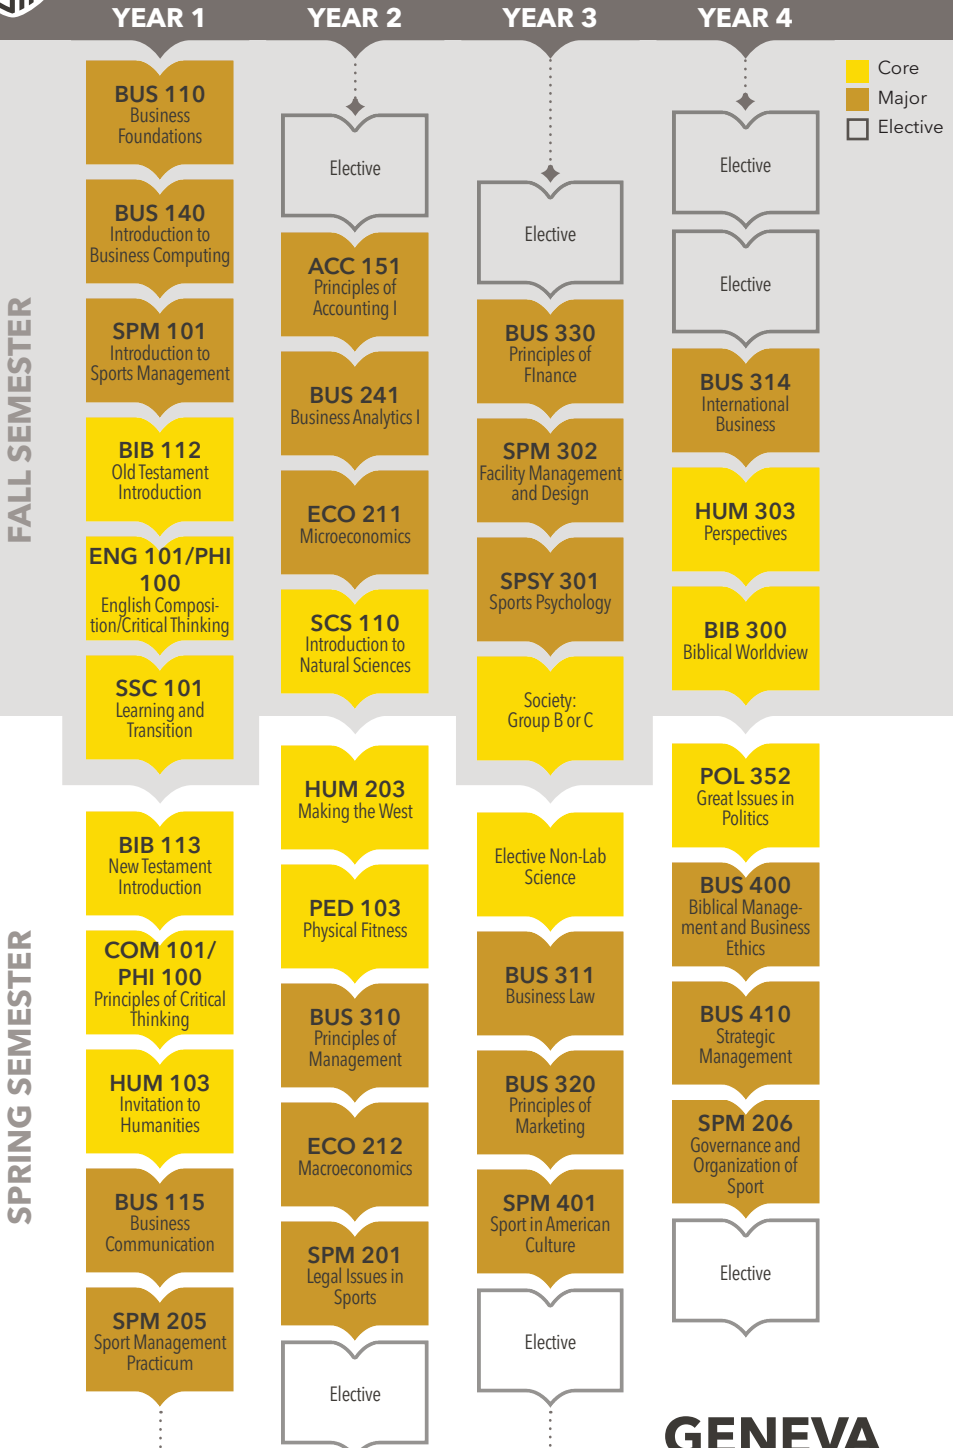 YEAR 1
YEAR 2
YEAR 3
YEAR 4
Core
Major
Elective
FALL SEMESTER
BUS 110
Business
Foundations
BUS 140
Introduction to
Business Computing
SPM 101
Introduction to
Sports Management
BIB 112
Old Testament
Introduction
ENG 101/PHI
100
English Composi-
tion/Critical Thinking
SSC 101
Learning and
Transition
Elective
ACC 151
Principles of
Accounting I
BUS 241
Business Analytics I
ECO 211
Microeconomics
SCS 110
Introduction to
Natural Sciences
Elective
BUS 330
Principles of
FInance
SPM 302
Facility Management
and Design
SPSY 301
Sports Psychology
Society:
Group B or C
Elective
Elective
BUS 314
International
Business
HUM 303
Perspectives
BIB 300
Biblical Worldview
SPRING SEMESTER
BIB 113
New Testament
Introduction
COM 101/
PHI 100
Principles of Critical
Thinking
HUM 103
Invitation to
Humanities
BUS 115
Business
Communication
SPM 205
Sport Management
Practicum
HUM 203
Making the West
PED 103
Physical Fitness
BUS 310
Principles of
Management
ECO 212
Macroeconomics
SPM 201
Legal Issues in
Sports
Elective
Elective Non-Lab
Science
BUS 311
Business Law
BUS 320
Principles of
Marketing
SPM 401
Sport in American
Culture
Elective
POL 352
Great Issues in
Politics
BUS 400
Biblical Manage-
ment and Business
Ethics
BUS 410
Strategic
Management
SPM 206
Governance and
Organization of
Sport
Elective
GENEVA